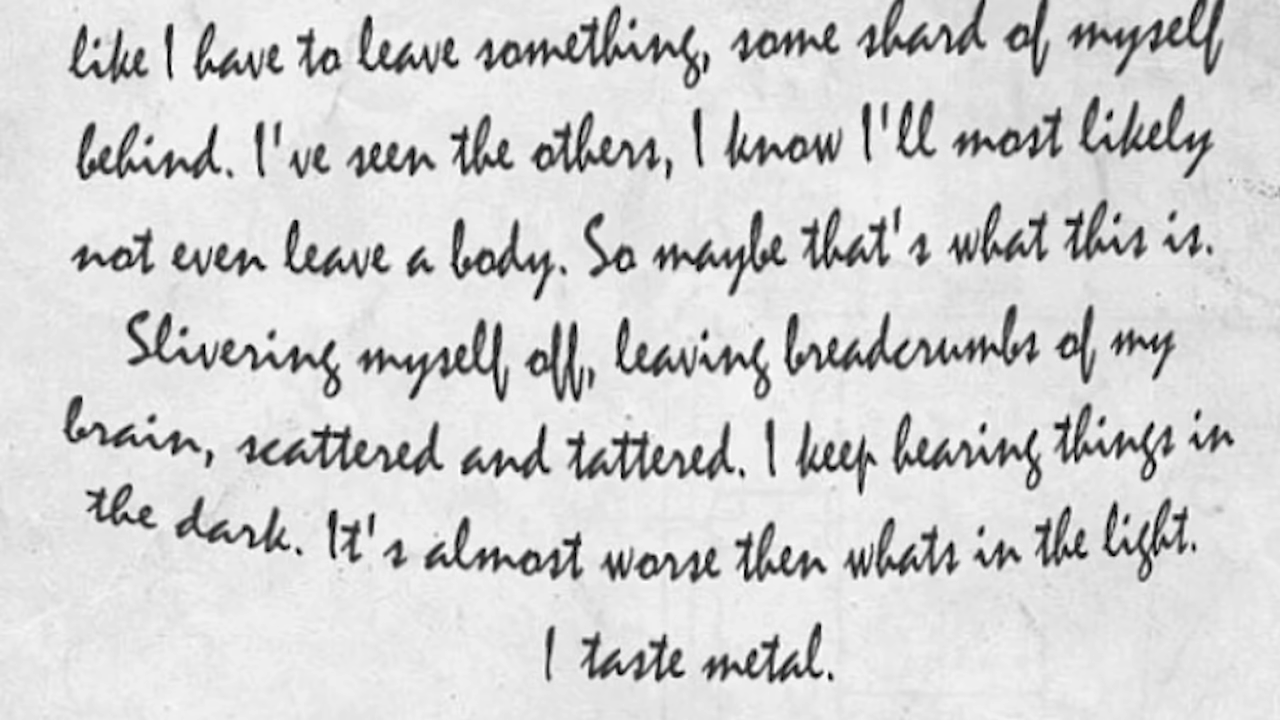 like I have to leave something, some shard of myself
behind. I've seen the others, I know I'll most likely
not even leave a body. So maybe that's what this is.
Slivering myself off, leaving breadcrumbs of my
brain, scattered and tattered. I keep hearing things in
the dark. It's almost worse then whats in the light.
I taste metal.